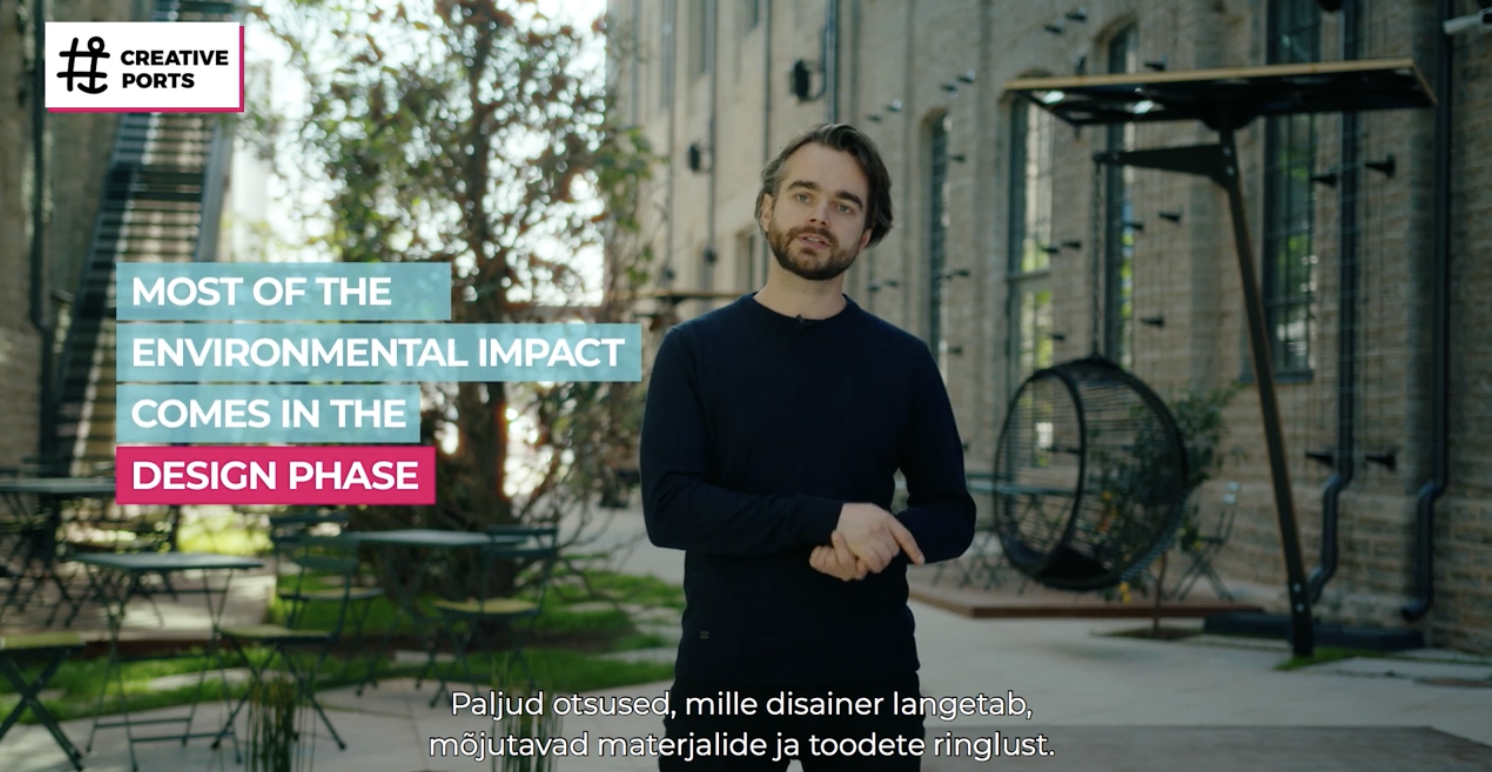 CREATIVE
PORTS
MOST OF THE
ENVIRONMENTAL IMPACT
COMES IN THE
DESIGN PHASE
Paljud otsused, mille disainer langetab,
mõjutavad materjalide ja toodete ringlust.